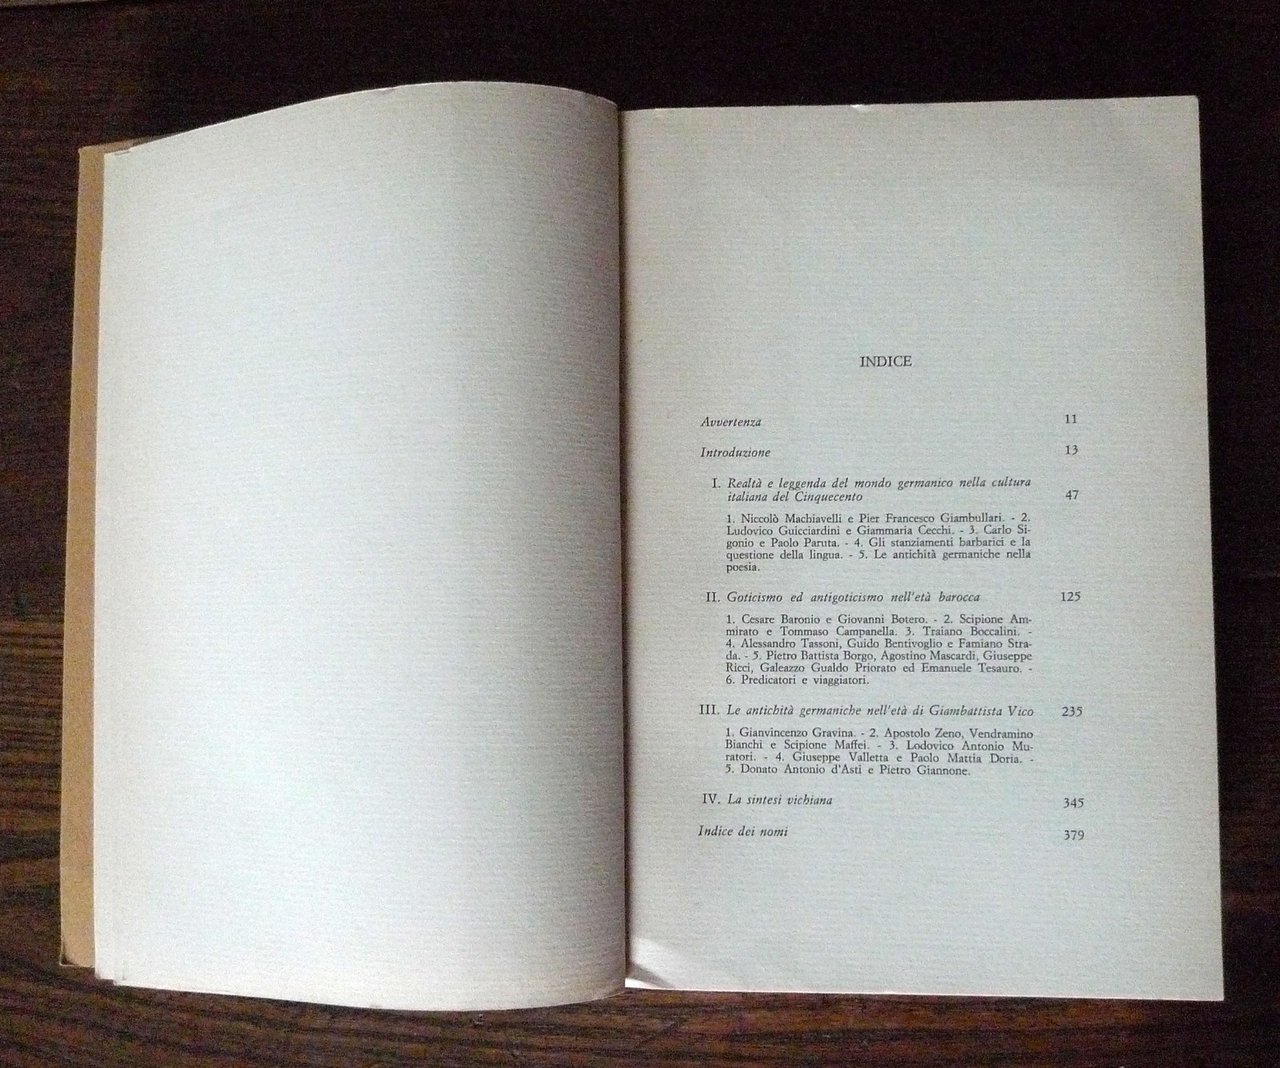 INDICE
Avvertenza 11
Introduzione 13
I. Realtà e leggenda del mondo germanico nella cultura
italiana del Cinquecento 47
1. Niccolò Machiavelli e Pier Francesco Giambullari. - 2.
Ludovico Guicciardini e Giammaria Cecchi. - 3. Carlo Si-
gonio e Paolo Paruta. - 4. Gli stanziamenti barbarici e la
questione della lingua. - 5. Le antichità germaniche nella
poesia.
II. Goticismo ed antigoticismo nell'età barocca 125
1. Cesare Baronio e Giovanni Botero. - 2. Scipione Am-
mirato e Tommaso Campanella. 3. Traiano Boccalini. -
4. Alessandro Tassoni, Guido Bentivoglio e Famiano Stra-
da. - 5. Pietro Battista Borgo, Agostino Mascardi, Giuseppe
Ricci, Galeazzo Gualdo Priorato ed Emanuele Tesauro. -
6. Predicatori e viaggiatori.
III. Le antichità germaniche nell'età di Giambattista Vico 235
1. Gianvincenzo Gravina. - 2. Apostolo Zeno, Vendramino
Bianchi e Scipione Maffei. - 3. Lodovico Antonio Mu-
ratori. - 4. Giuseppe Valletta e Paolo Mattia Doria. -
5. Donato Antonio d'Asti e Pietro Giannone.
IV. La sintesi vichiana 345
Indice dei nomi 379